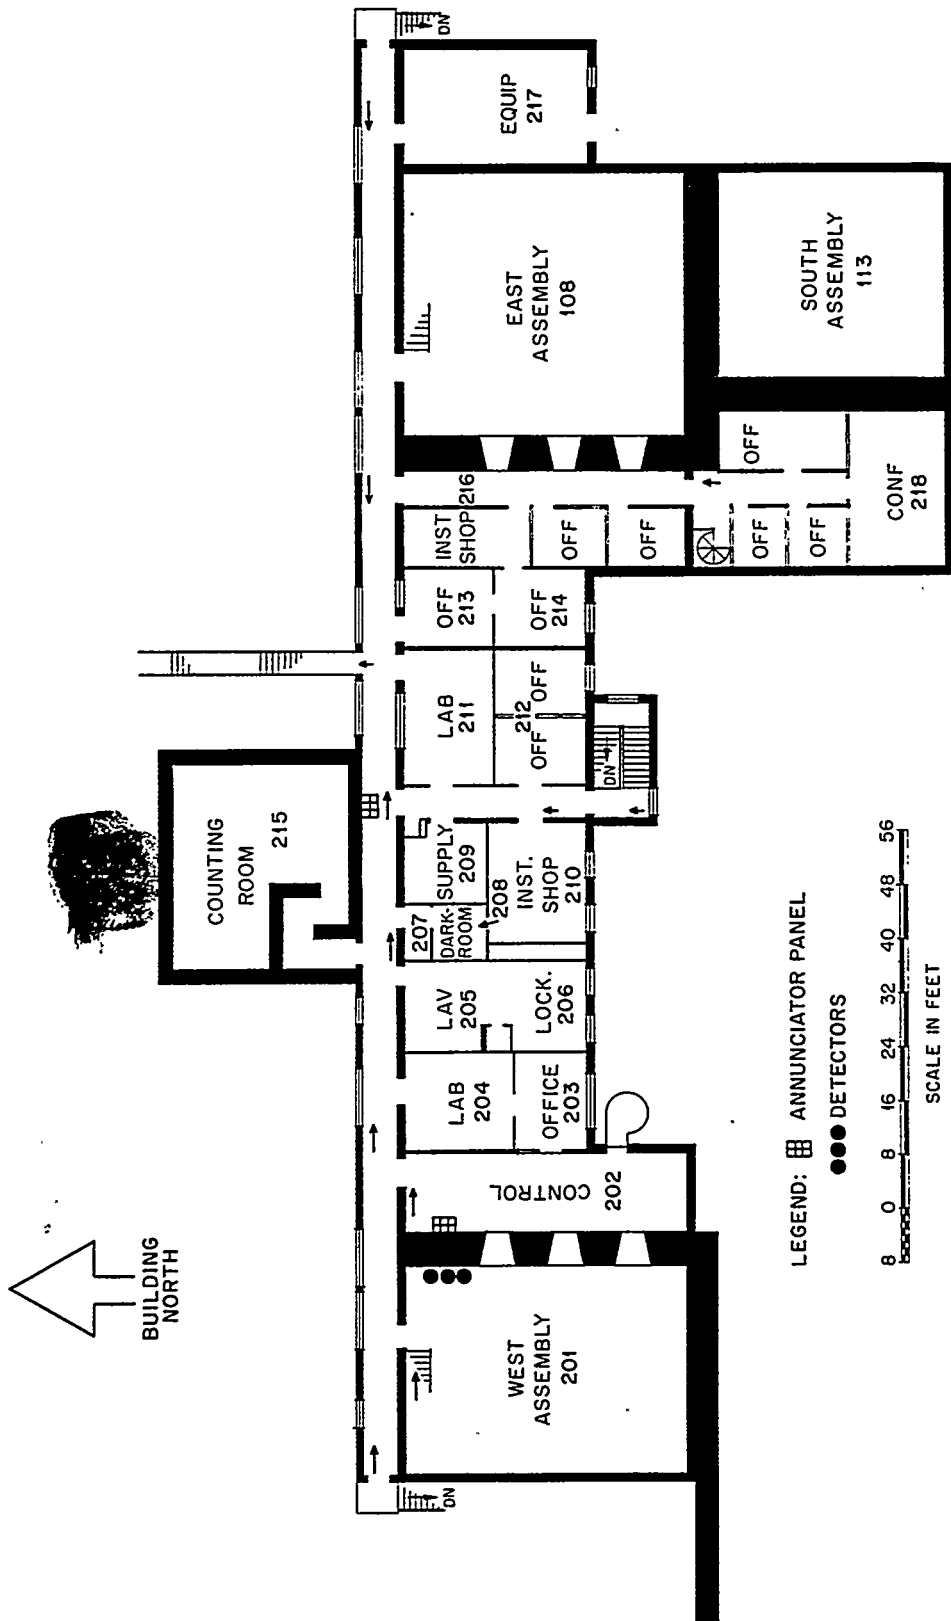 BUILDING
NORTH
COUNTING
ROOM
215
DN
WEST
ASSEMBLY
201
CONTROL
202
LAB
204
OFFICE
203
LAV
205
LOCK.
206
207
DARK-
ROOM
208
SUPPLY
209
INST.
SHOP
210
LAB
211
212
OFF
OFF
DN
OFF
213
OFF
214
INST
SHOP 216
OFF
OFF
OFF
OFF
OFF
CONF
218
EAST
ASSEMBLY
108
SOUTH
ASSEMBLY
113
EQUIP
217
DN
LEGEND: ANNUNCIATOR PANEL
DETECTORS
8 0 8 16 24 32 40 48 56
SCALE IN FEET